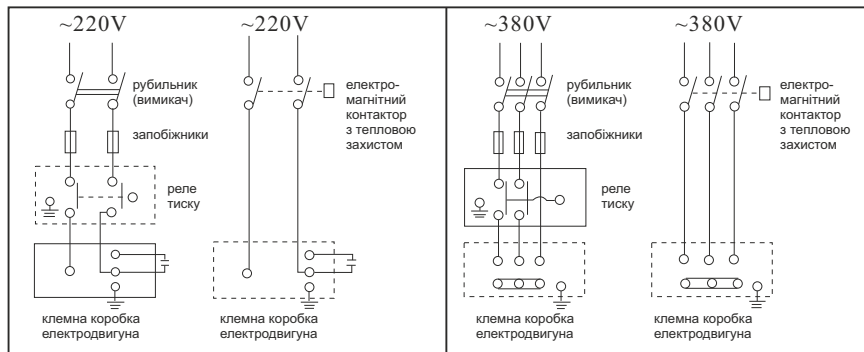 ~220V
~220V
рубильник
(вимикач)
електро-
магнітний
контактор
з тепловою
захистом
запобіжники
реле
тиску
клемна коробка
електродвигуна
клемна коробка
електродвигуна
~380V
~380V
рубильник
(вимикач)
електро-
магнітний
контактор
з тепловою
захистом
запобіжники
реле
тиску
клемна коробка
електродвигуна
клемна коробка
електродвигуна